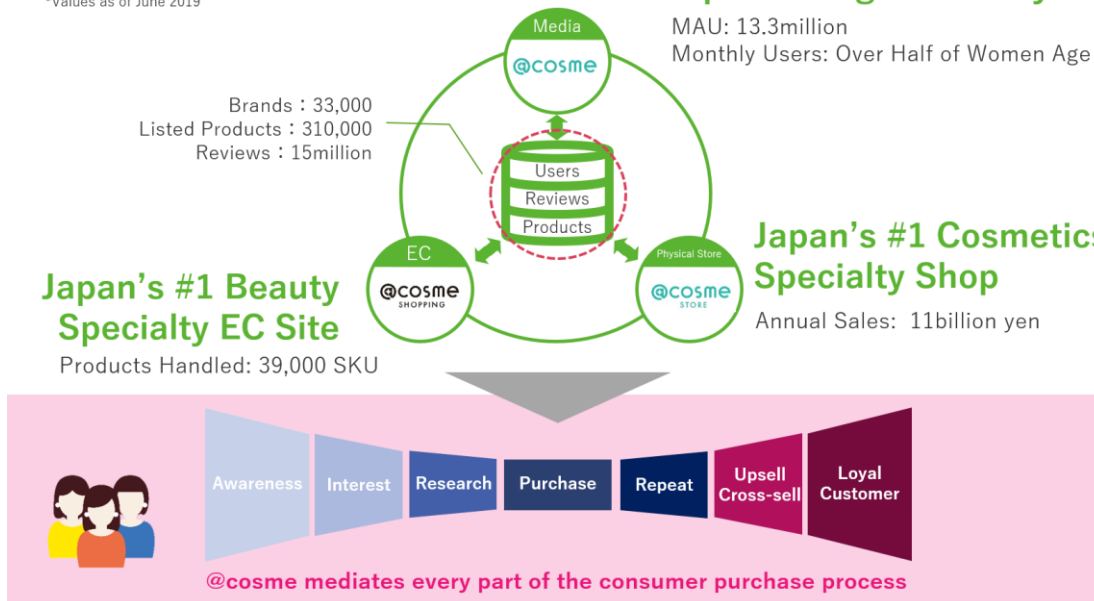 *Values as of June 2019
MAU: 13.3million
Monthly Users: Over Half of Women Age
Media
@cosme
Brands：33,000
Listed Products：310,000
Reviews：15million
Users
Reviews
Products
EC
@cosme
SHOPPING
Physical Store
@cosme
STORE
Japan's #1 Beauty
Specialty EC Site
Products Handled: 39,000 SKU
Japan's #1 Cosmetics
Specialty Shop
Annual Sales: 11billion yen
Awareness
Interest
Research
Purchase
Repeat
Upsell
Cross-sell
Loyal
Customer
@cosme mediates every part of the consumer purchase process